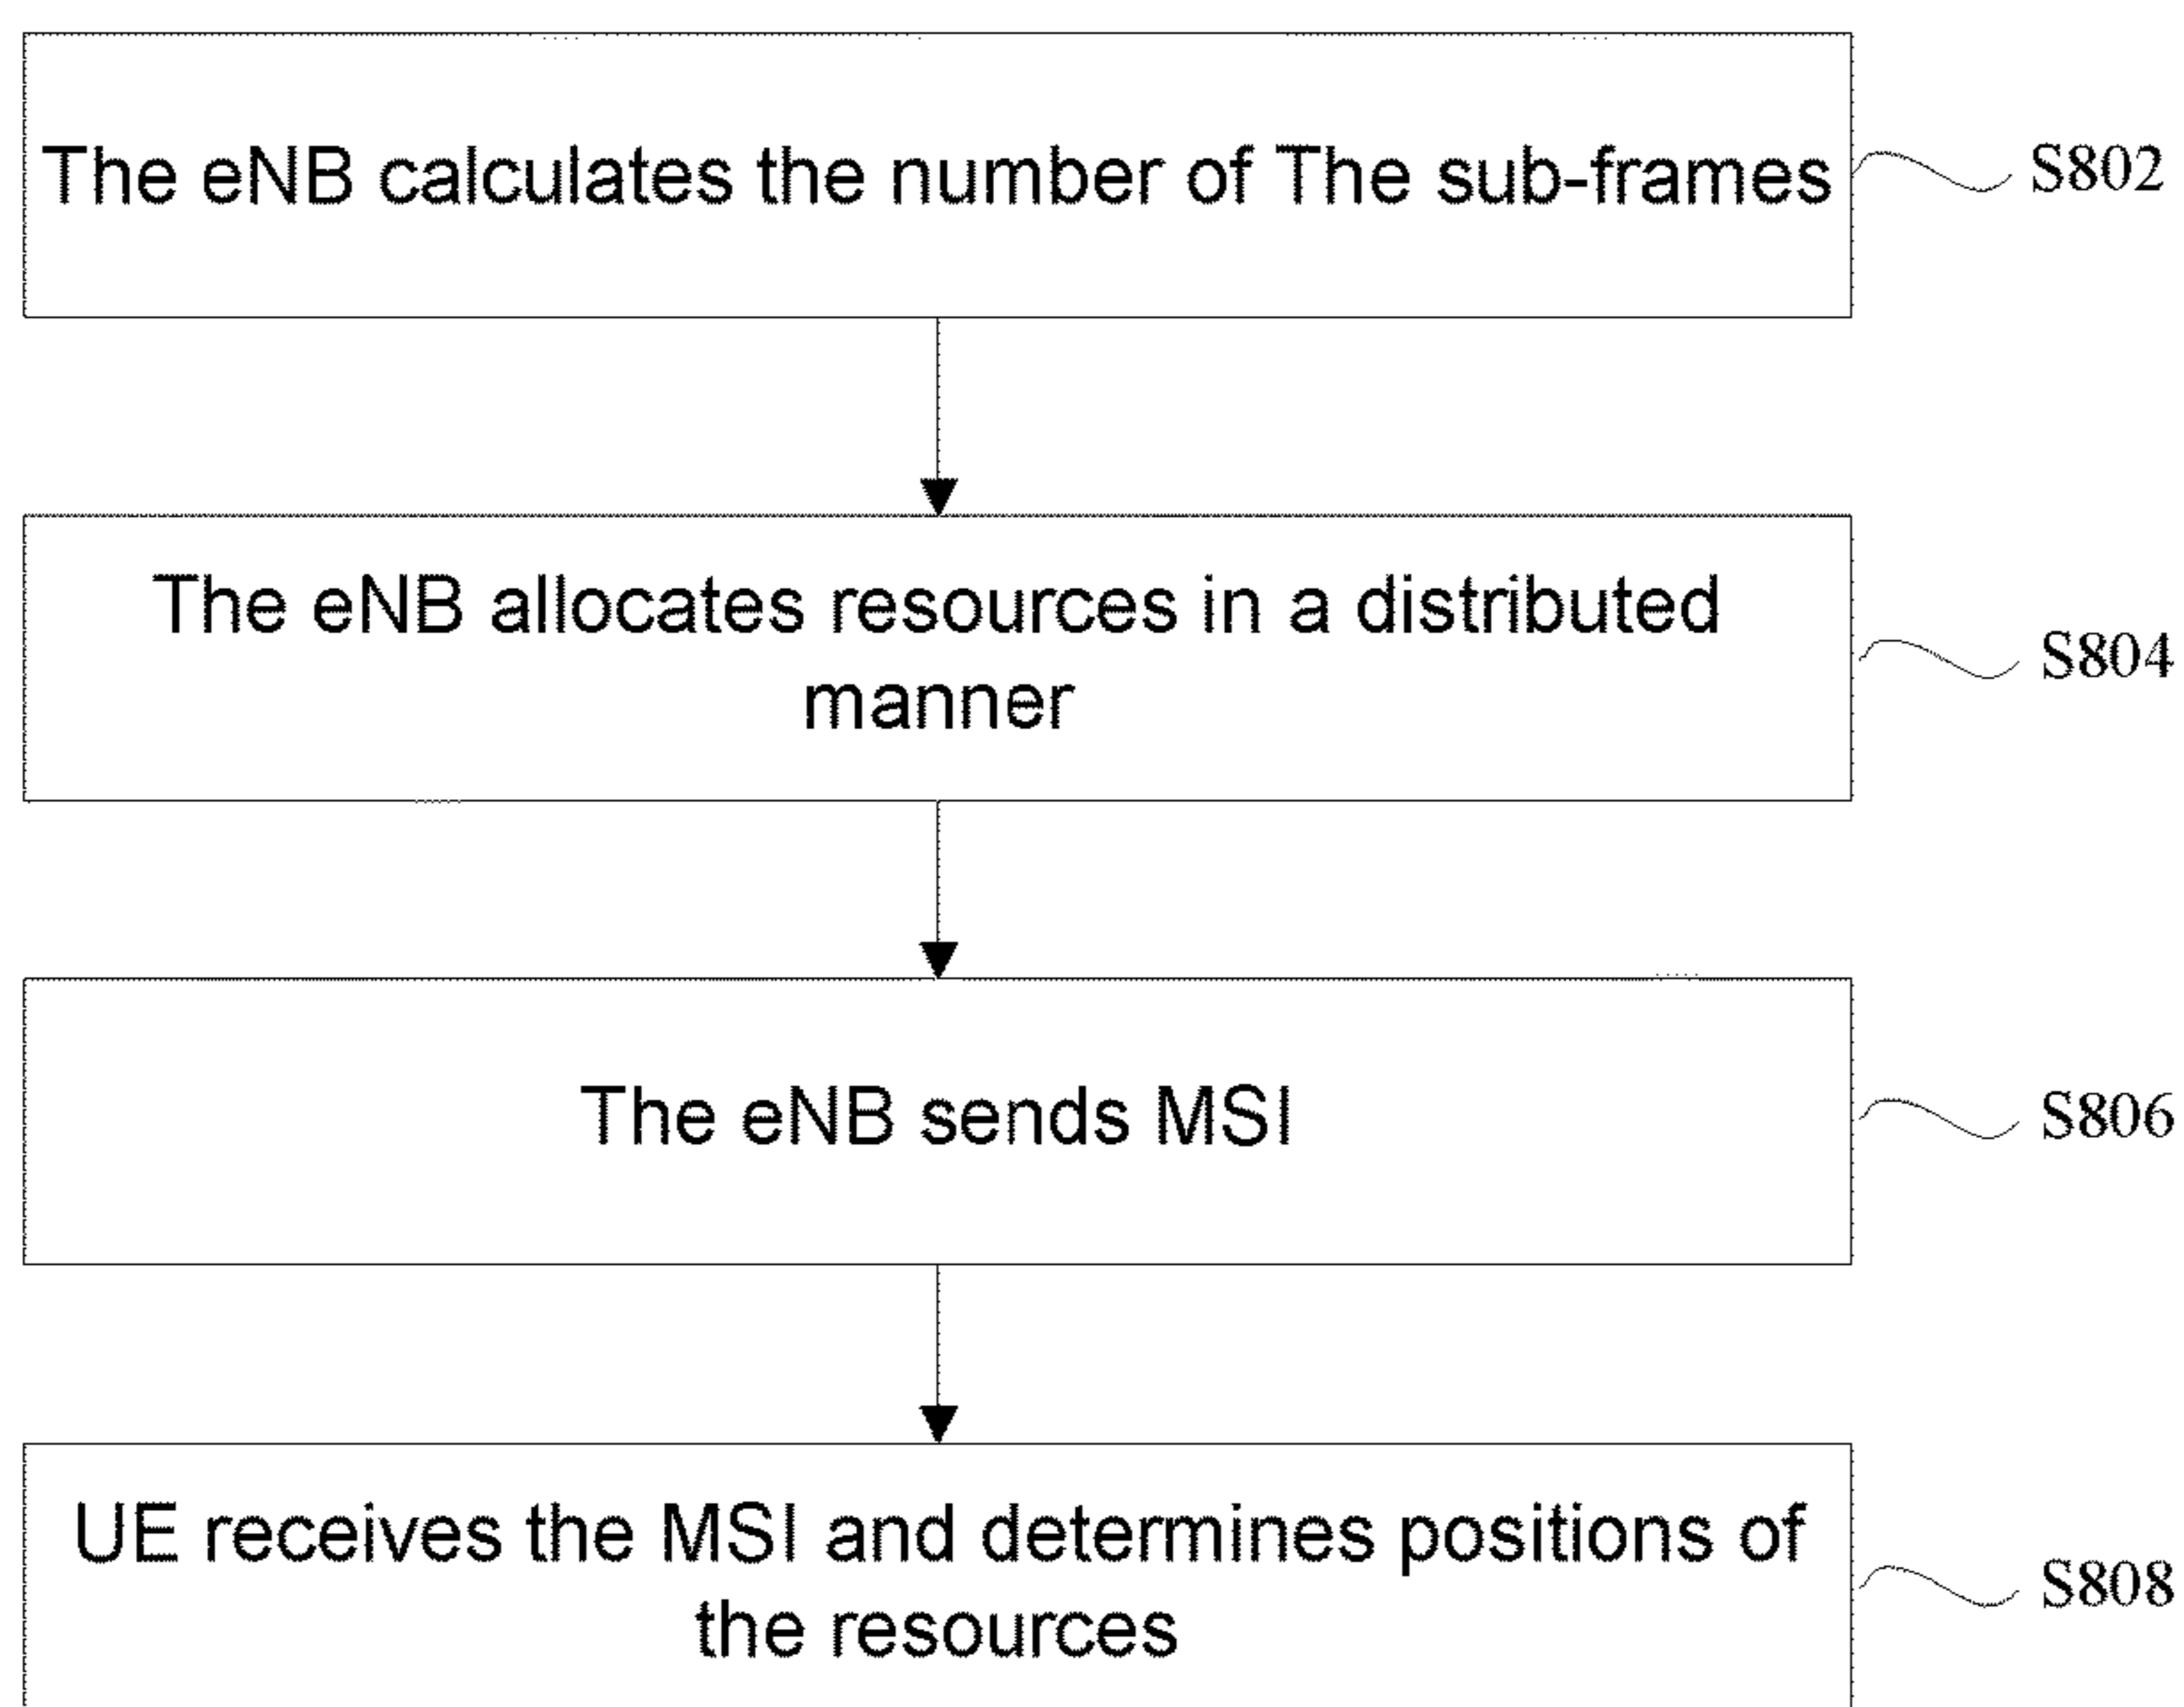 The eNB calculates the number of The sub-frames
S802
The eNB allocates resources in a distributed
manner
S804
The eNB sends MSI
S806
UE receives the MSI and determines positions of
the resources
S808